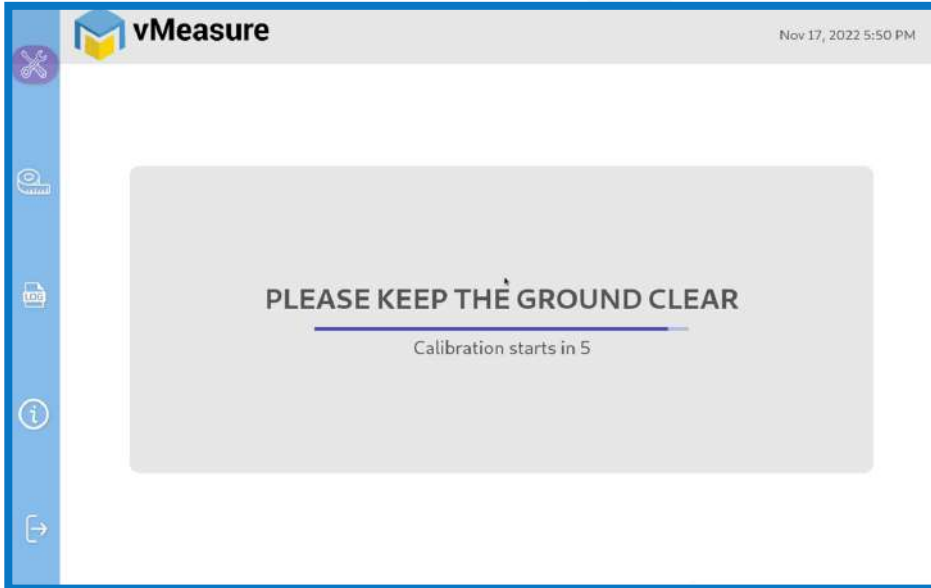 vMeasure
Nov 17, 2022 5:50 PM
LOG
PLEASE KEEP THE GROUND CLEAR
Calibration starts in 5